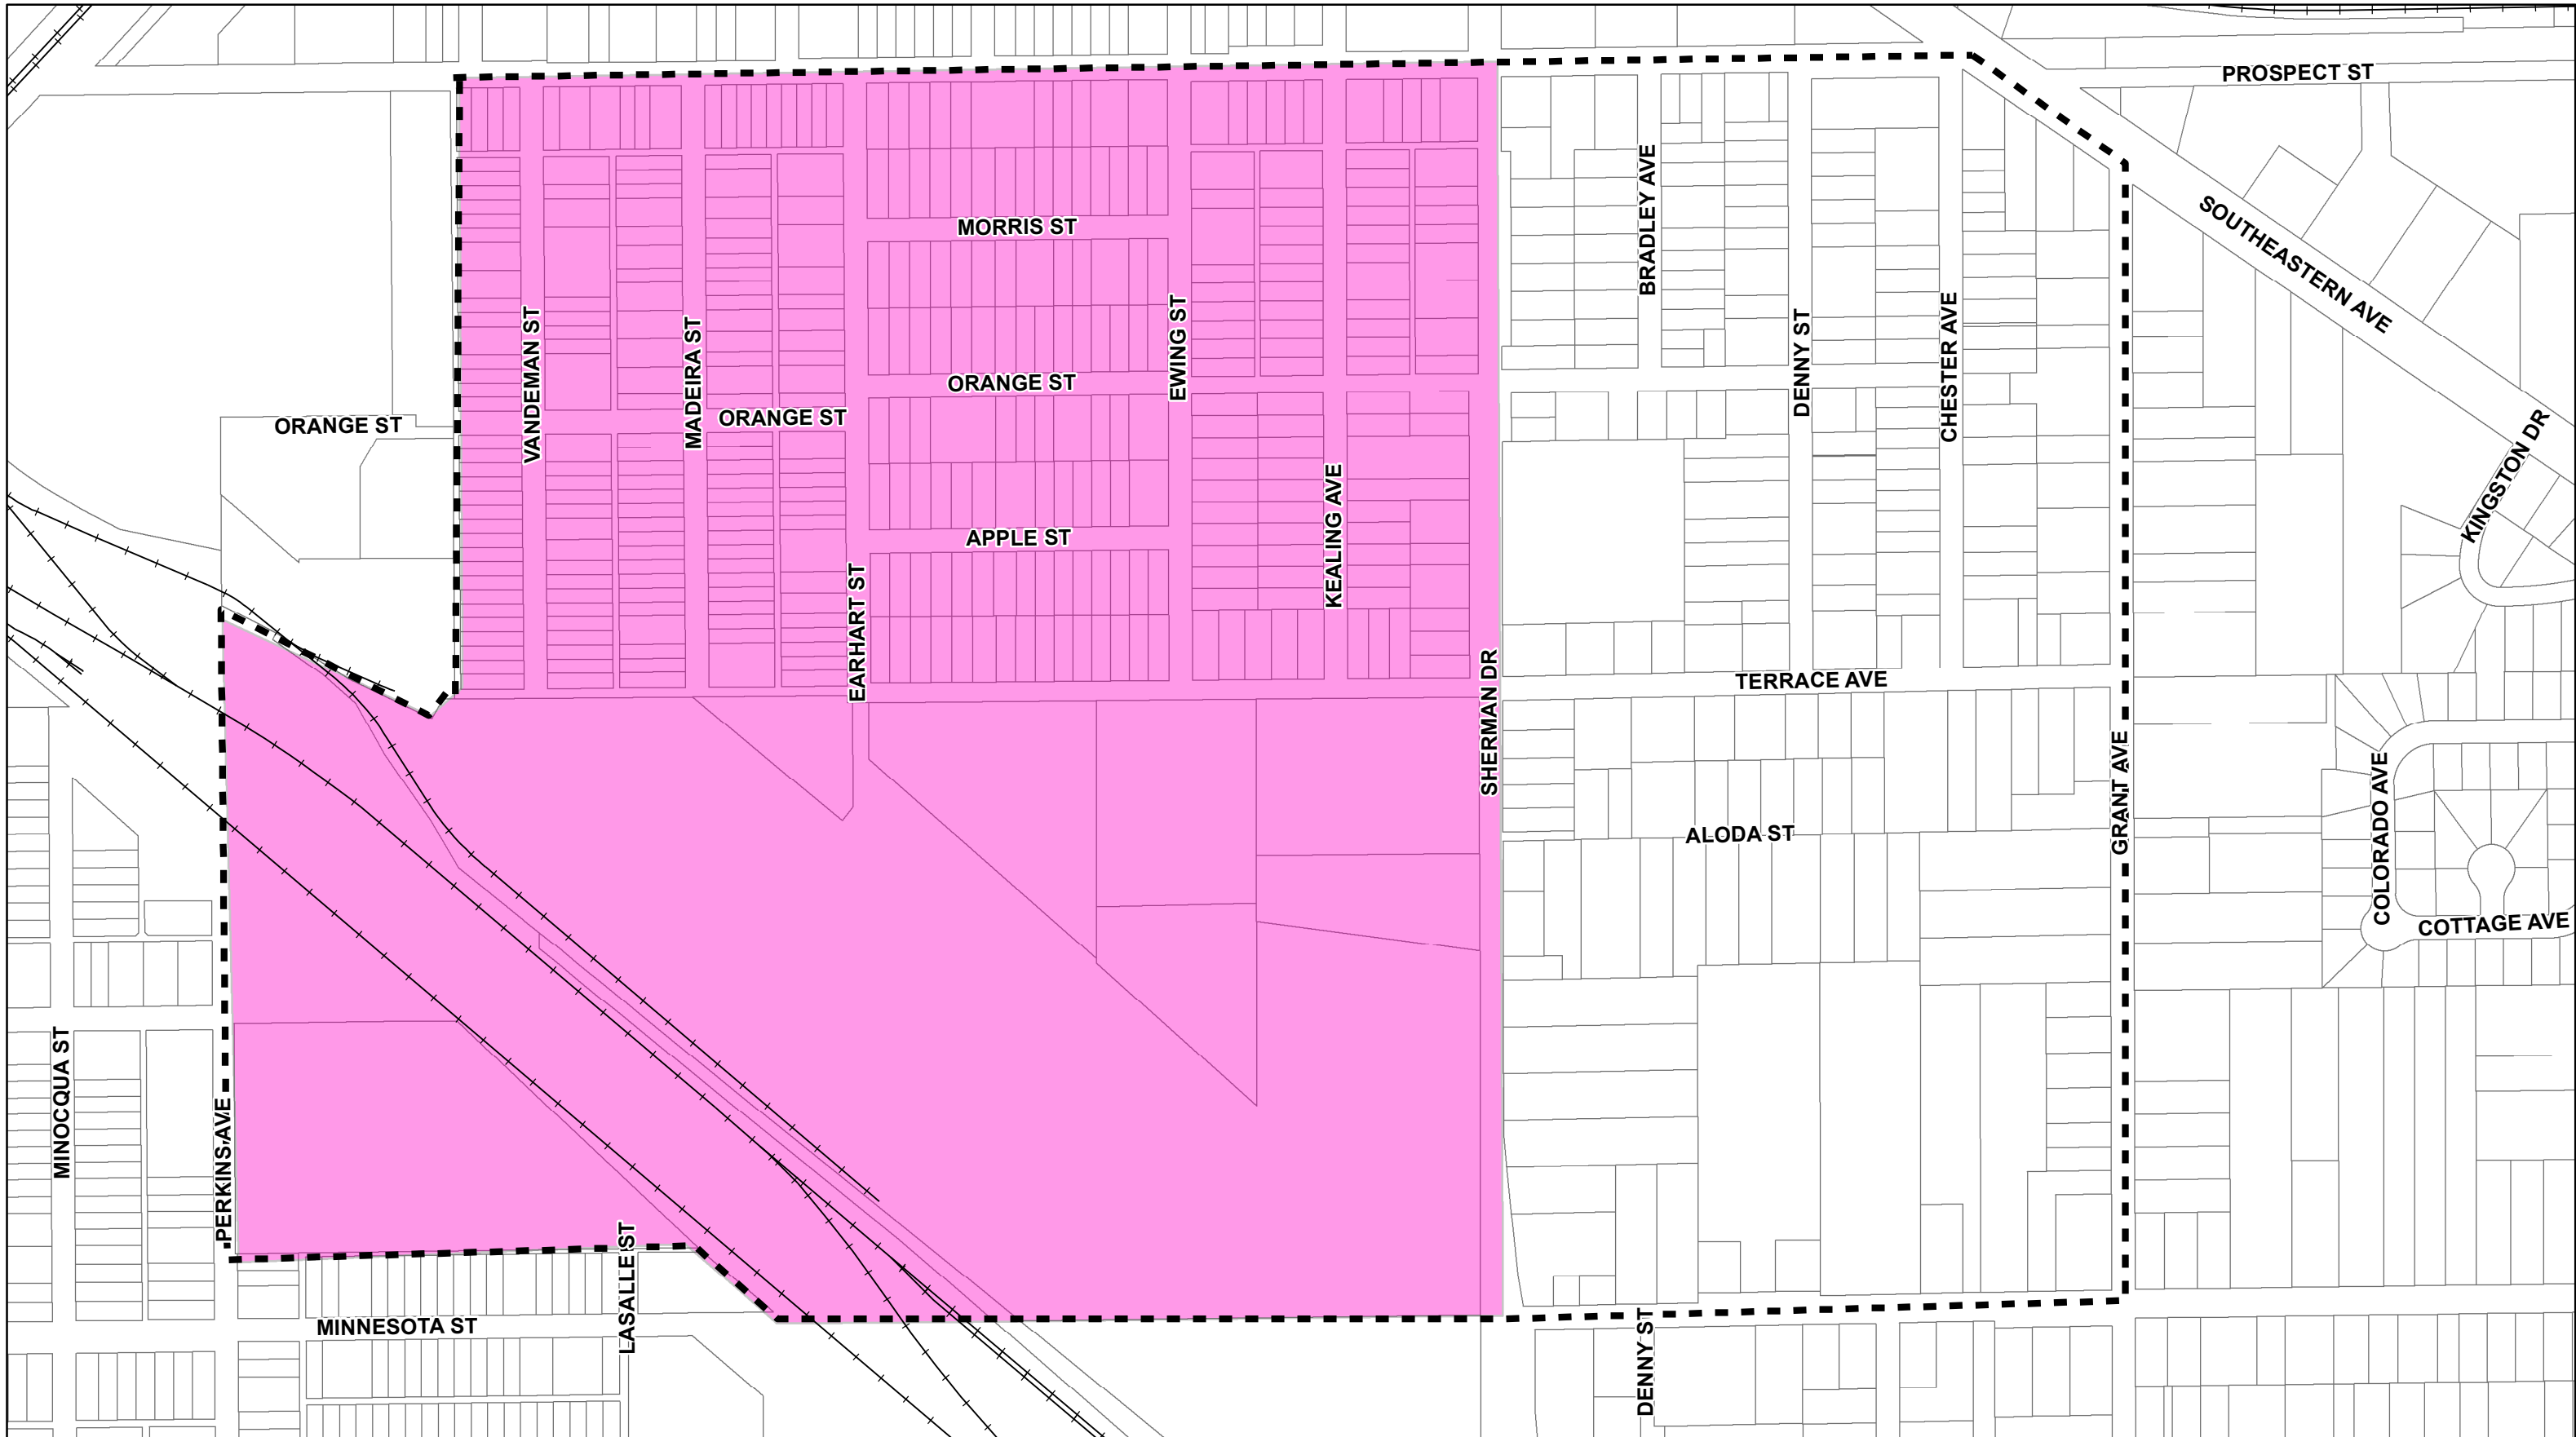 PROSPECT ST
BRADLEY AVE
MORRIS ST
SOUTHEASTERN AVE
VANDEMAN ST
MADEIRA ST
EWING ST
DENNY ST
CHESTER AVE
ORANGE ST
ORANGE ST
ORANGE ST
KINGSTON DR
KEALING AVE
APPLE ST
EARHART ST
SHERMAN DR
TERRACE AVE
GRANT AVE
COLORADO AVE
ALODA ST
COTTAGE AVE
MINOCQUA ST
PERKINS AVE
LASALLE ST
MINNESOTA ST
DENNY ST